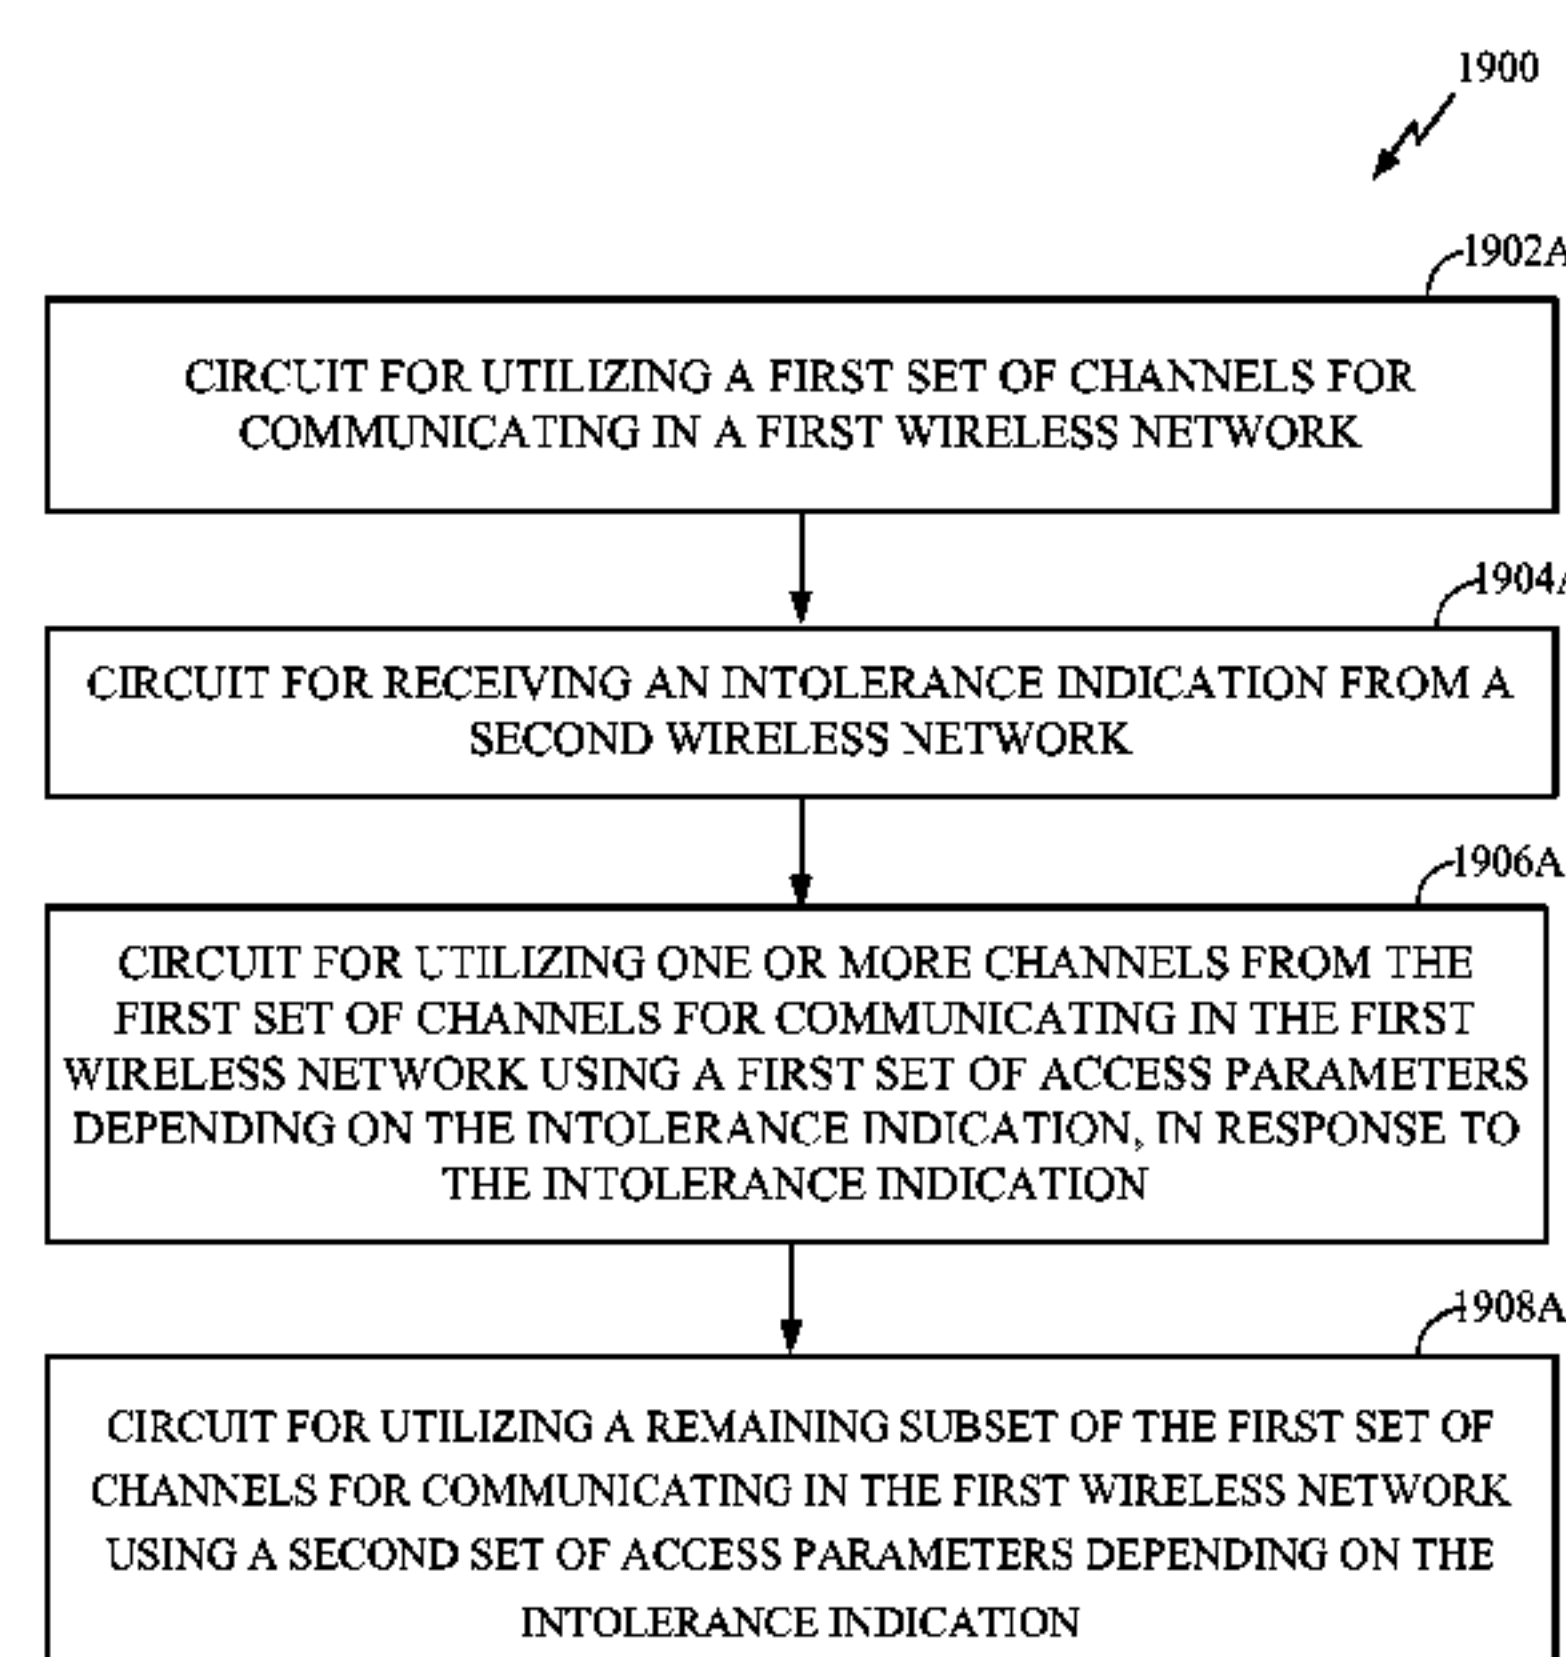 1900
1902A
CIRCUIT FOR UTILIZING A FIRST SET OF CHANNELS FOR
COMMUNICATING IN A FIRST WIRELESS NETWORK
1904A
CIRCUIT FOR RECEIVING AN INTOLERANCE INDICATION FROM A
SECOND WIRELESS NETWORK
1906A
CIRCUIT FOR UTILIZING ONE OR MORE CHANNELS FROM THE
FIRST SET OF CHANNELS FOR COMMUNICATING IN THE FIRST
WIRELESS NETWORK USING A FIRST SET OF ACCESS PARAMETERS
DEPENDING ON THE INTOLERANCE INDICATION, IN RESPONSE TO
THE INTOLERANCE INDICATION
1908A
CIRCUIT FOR UTILIZING A REMAINING SUBSET OF THE FIRST SET OF
CHANNELS FOR COMMUNICATING IN THE FIRST WIRELESS NETWORK
USING A SECOND SET OF ACCESS PARAMETERS DEPENDING ON THE
INTOLERANCE INDICATION